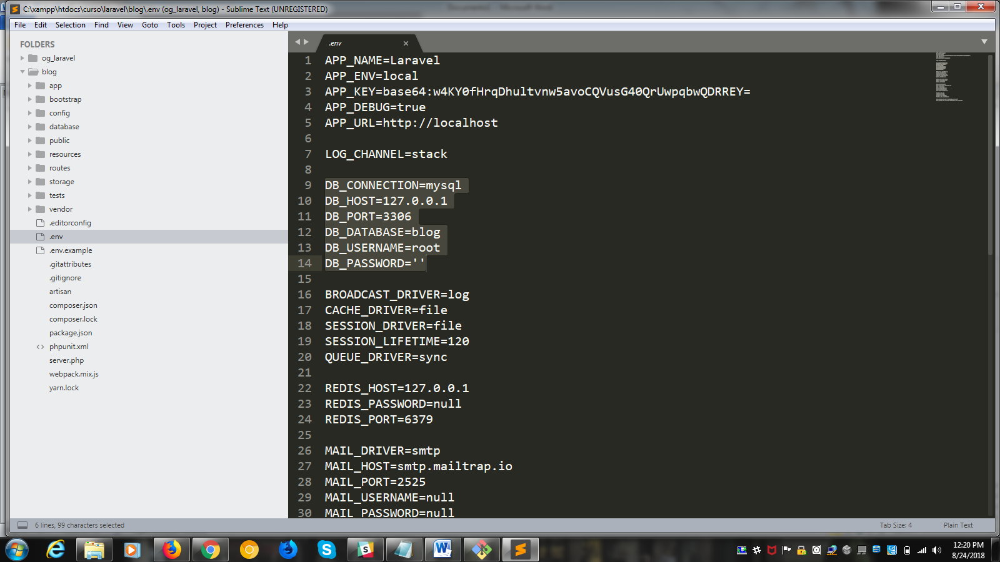 C:\xampp\htdocs\curso\laravel\blog\.env (og_laravel, blog) - Sublime Text (UNREGISTERED)
File Edit Selection Find View Goto Tools Project Preferences Help
FOLDERS
og_laravel
blog
app
bootstrap
config
database
public
resources
routes
storage
tests
vendor
.editorconfig
.env
.env.example
.gitattributes
.gitignore
artisan
composer.json
composer.lock
package.json
<> phpunit.xml
server.php
webpack.mix.js
yarn.lock
.env
1 APP_NAME=Laravel
2 APP_ENV=local
3 APP_KEY=base64:w4KY0fHrqDhultvnw5avoCQVusG40QrUwpqbwQDRREY=
4 APP_DEBUG=true
5 APP_URL=http://localhost
6
7 LOG_CHANNEL=stack
8
9 DB_CONNECTION=mysql
10 DB_HOST=127.0.0.1
11 DB_PORT=3306
12 DB_DATABASE=blog
13 DB_USERNAME=root
14 DB_PASSWORD=''
15
16 BROADCAST_DRIVER=log
17 CACHE_DRIVER=file
18 SESSION_DRIVER=file
19 SESSION_LIFETIME=120
20 QUEUE_DRIVER=sync
21
22 REDIS_HOST=127.0.0.1
23 REDIS_PASSWORD=null
24 REDIS_PORT=6379
25
26 MAIL_DRIVER=smtp
27 MAIL_HOST=smtp.mailtrap.io
28 MAIL_PORT=2525
29 MAIL_USERNAME=null
30 MAIL_PASSWORD=null
6 lines, 99 characters selected
Tab Size: 4
Plain Text
12:20 PM
8/24/2018